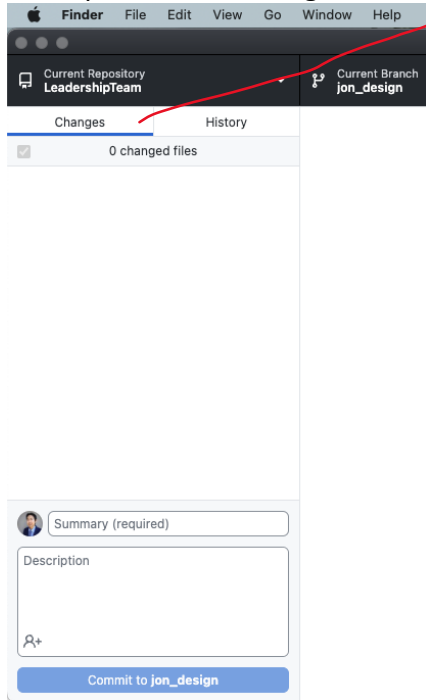 Finder File Edit View Go Window Help
Current Repository
LeadershipTeam
Current Branch
jon_design
Changes History
0 changed files
Summary (required)
Description
Commit to jon_design